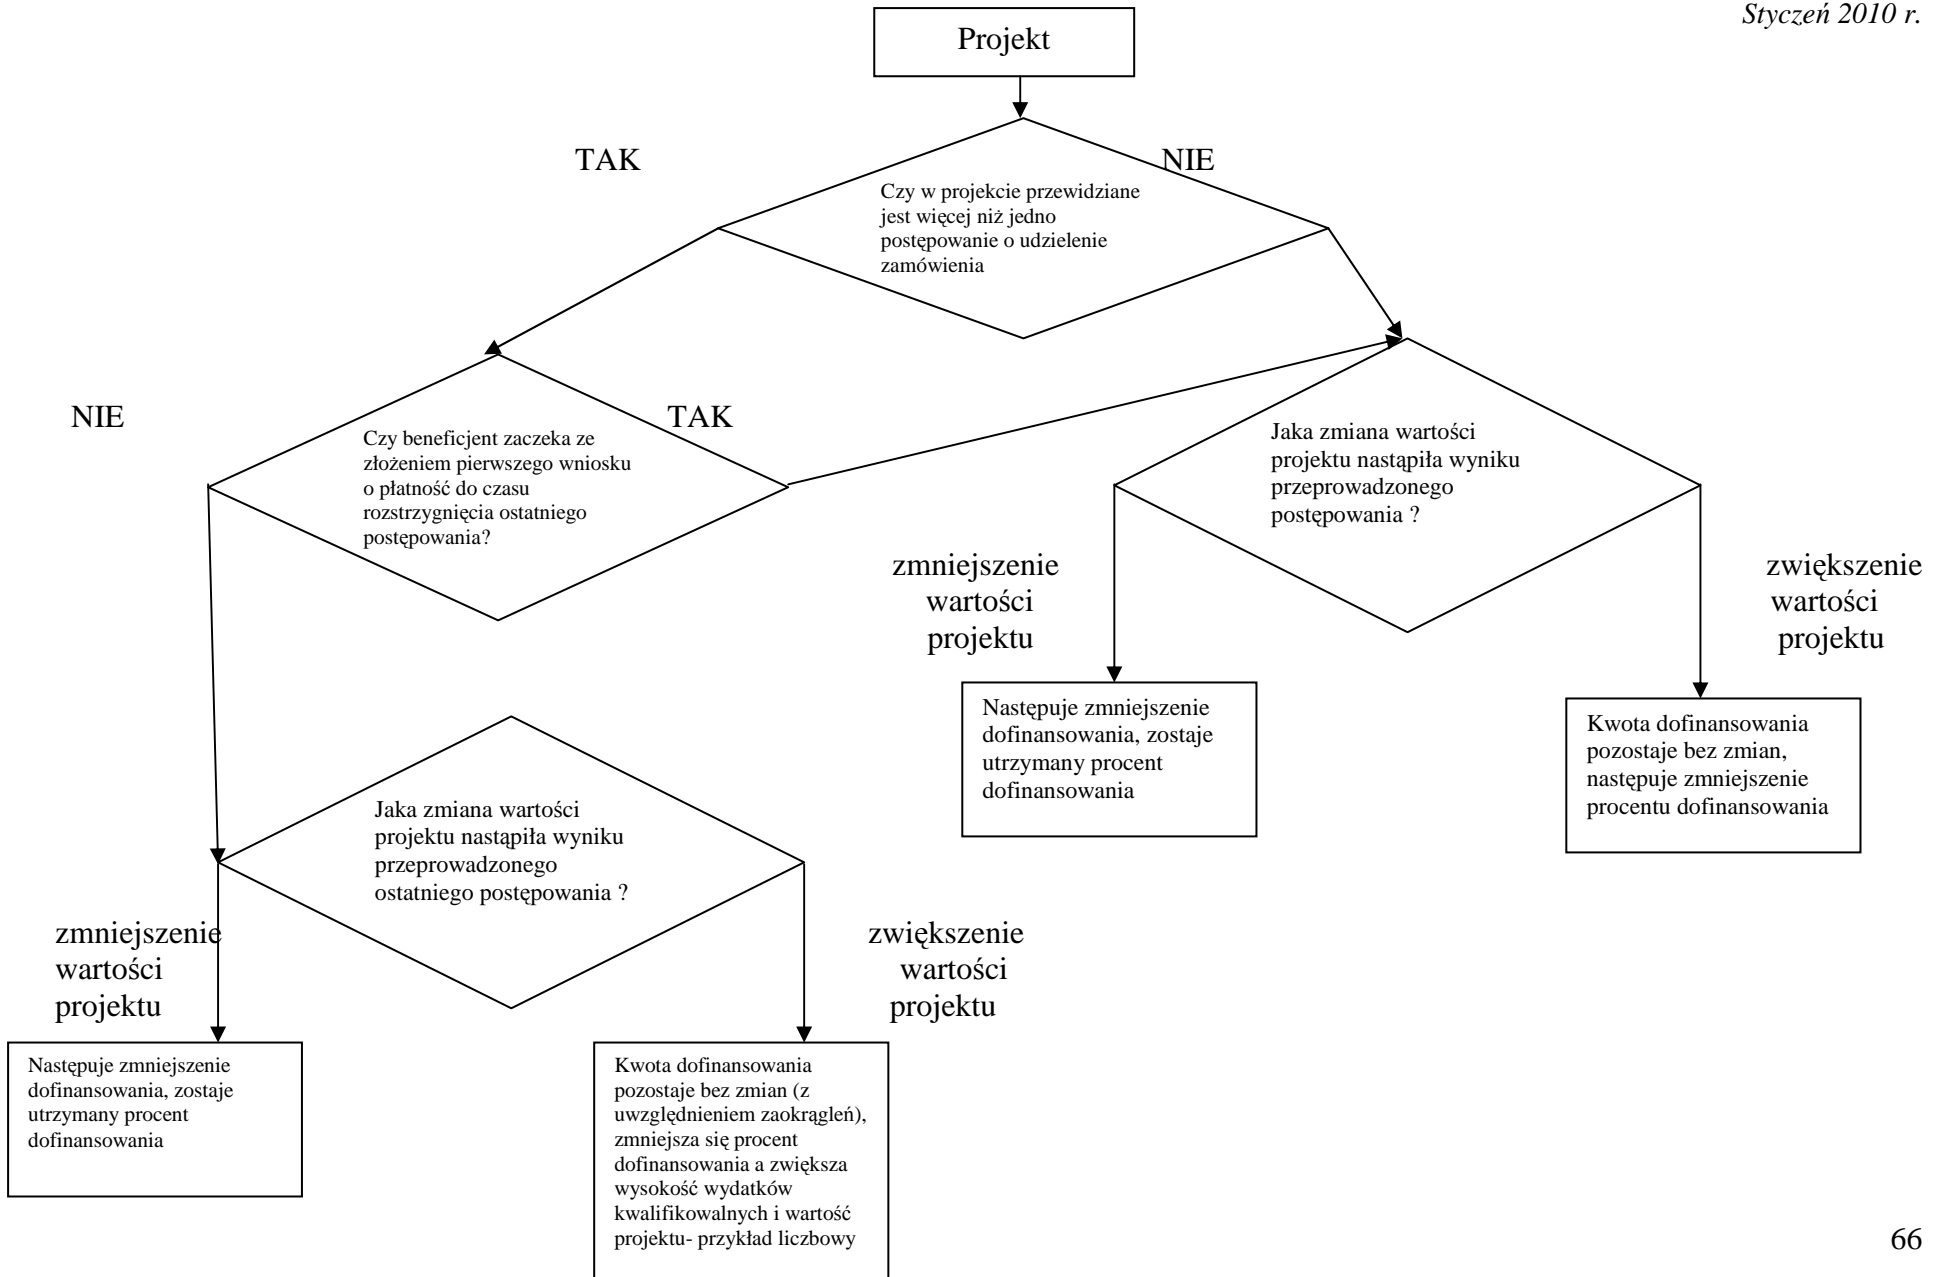 Styczeń 2010 r.
Projekt
TAK
NIE
Czy w projekcie przewidziane
jest więcej niż jedno
postępowanie o udzielenie
zamówienia
NIE
TAK
Czy beneficjent zaczeka ze
złożeniem pierwszego wniosku
o płatność do czasu
rozstrzygnięcia ostatniego
postępowania?
Jaka zmiana wartości
projektu nastąpiła wyniku
przeprowadzonego
postępowania ?
zmniejszenie
wartości
projektu
zwiększenie
wartości
projektu
Następuje zmniejszenie
dofinansowania, zostaje
utrzymany procent
dofinansowania
Kwota dofinansowania
pozostaje bez zmian,
następuje zmniejszenie
procentu dofinansowania
Jaka zmiana wartości
projektu nastąpiła wyniku
przeprowadzonego
ostatniego postępowania ?
zmniejszenie
wartości
projektu
zwiększenie
wartości
projektu
Następuje zmniejszenie
dofinansowania, zostaje
utrzymany procent
dofinansowania
Kwota dofinansowania
pozostaje bez zmian (z
uwzględnieniem zaokrągleń),
zmniejsza się procent
dofinansowania a zwiększa
wysokość wydatków
kwalifikowalnych i wartość
projektu- przykład liczbowy
66